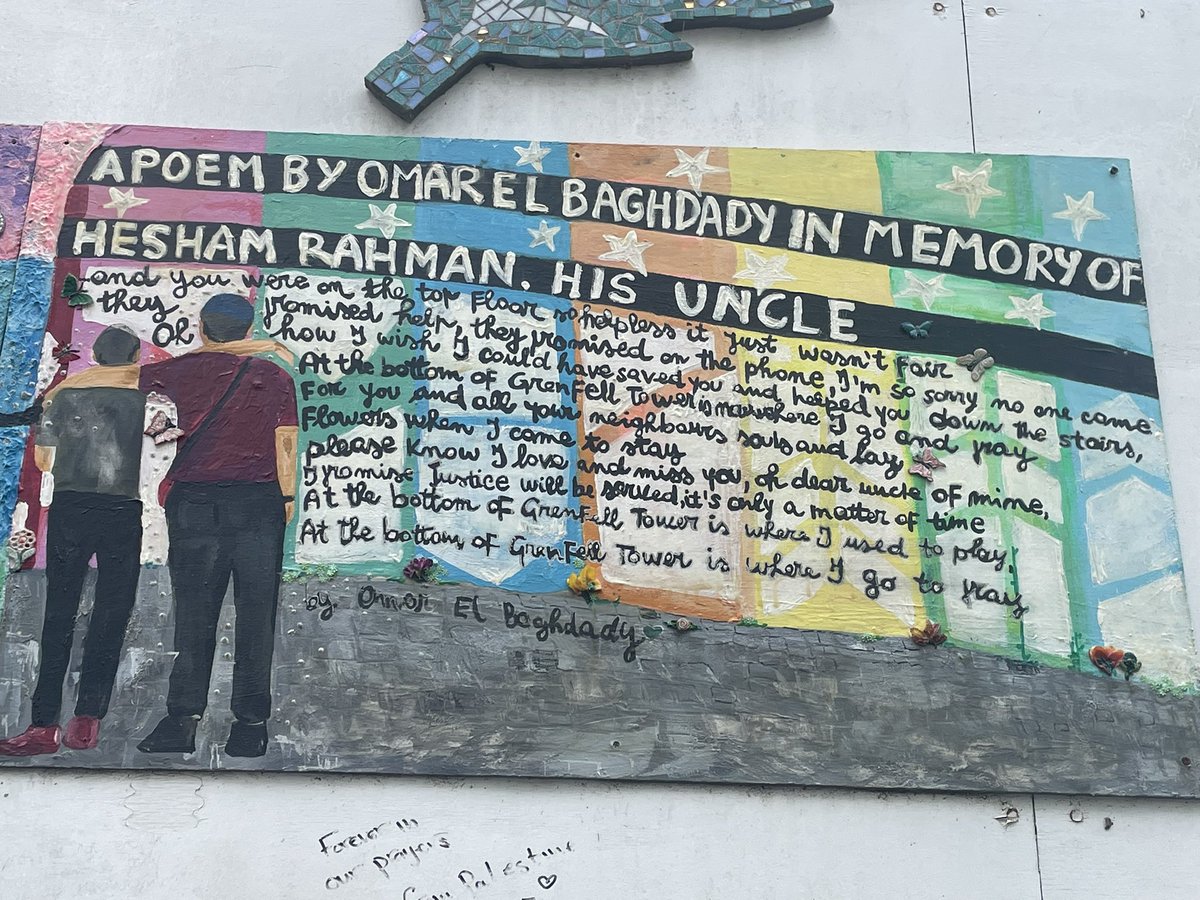 A POEM BY OMAR EL BAGHDADY IN MEMORY OF
HESHAM RAHMAN. HIS UNCLE
and you were on the top floor so helpless it just wasn't fair
they promised help, they promised on the phone, I'm so sorry no one came
Oh how I wish I could have saved you and helped you down the stairs,
At the bottom of Grenfell Tower is now where I go and pray
For you and all your neighbours souls and lay
Flowers when I come to stay
please know I love and miss you, oh dear uncle of mine,
I promise Justice will be served, it's only a matter of time
At the bottom of Grenfell Tower is where I used to play,
At the bottom of Grenfell Tower is where I go to pray
by Omar El Baghdady
Forever in
our prayers
Palestine